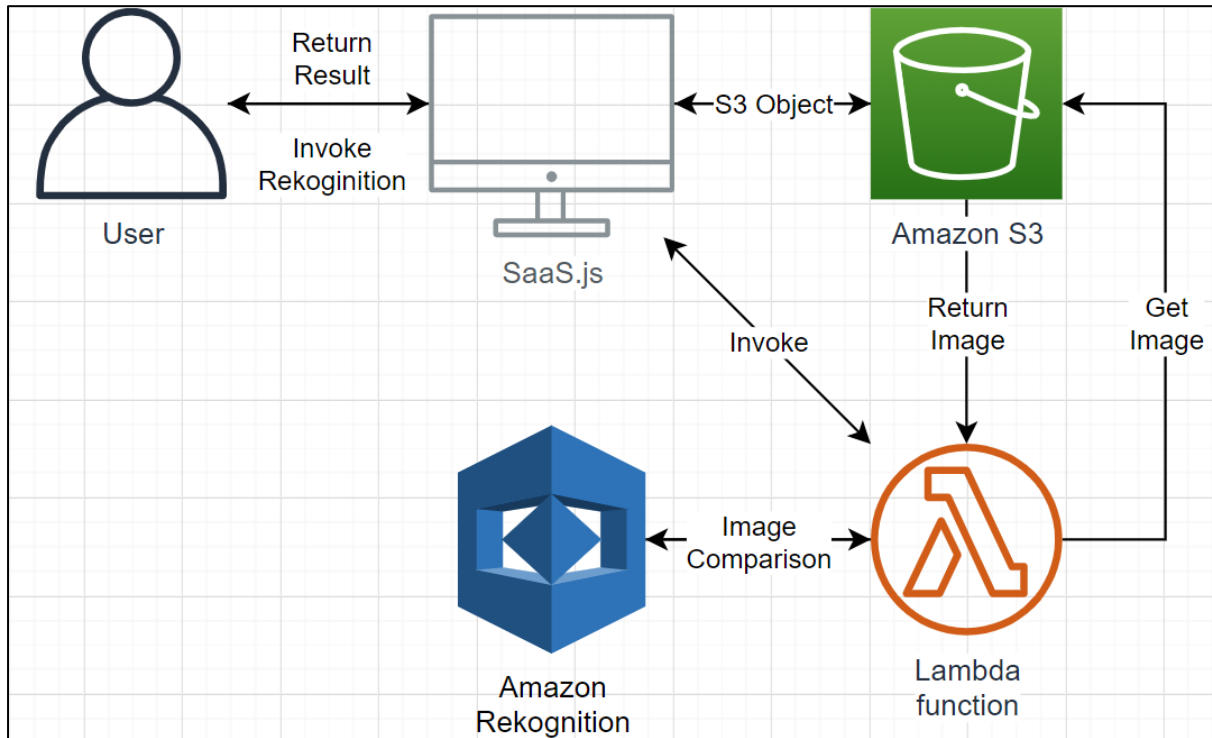 Return
Result
S3 Object
Invoke
Rekoginition
User
Amazon S3
SaaS.js
Return
Image
Get
Image
Invoke
Image
Comparison
Amazon
Rekognition
Lambda
function